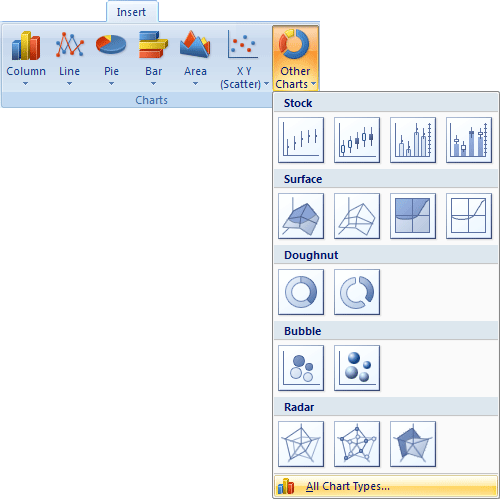 Insert
Column Line Pie Bar Area X Y (Scatter) Other Charts
Charts
Stock
Surface
Doughnut
Bubble
Radar
All Chart Types...